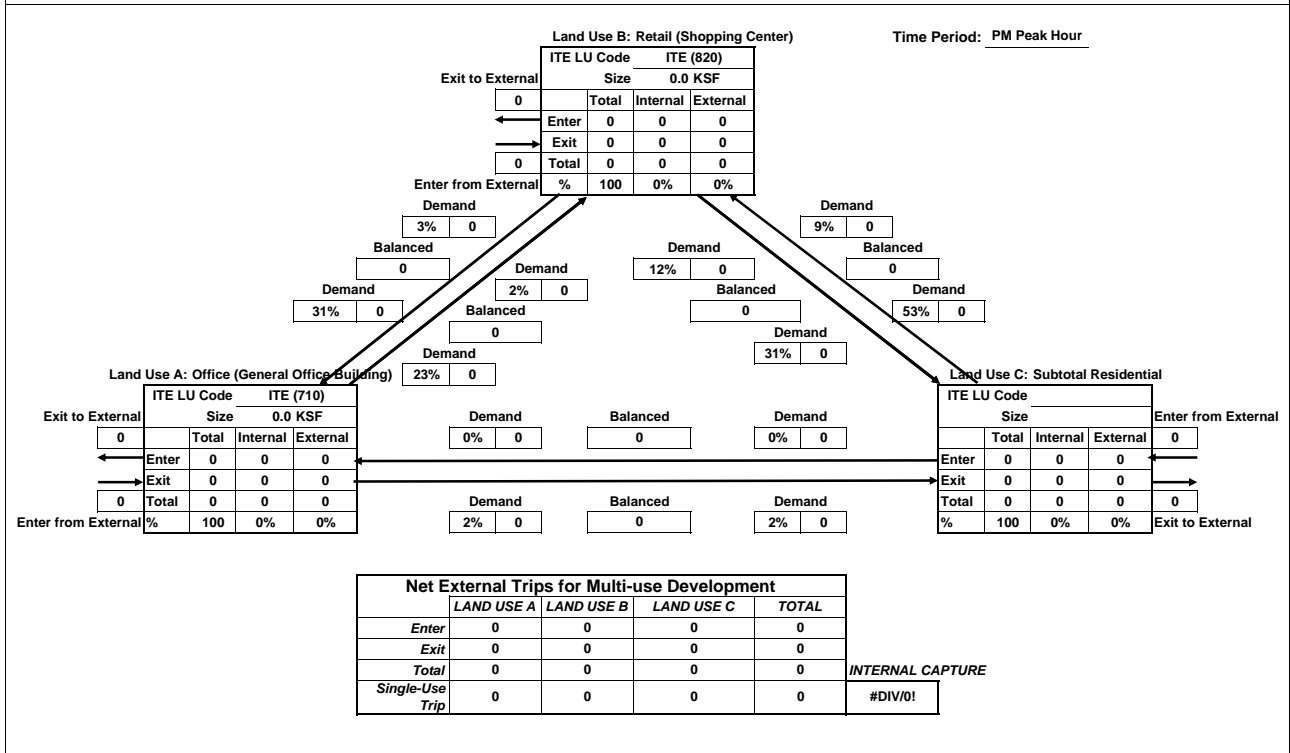 Land Use B: Retail (Shopping Center)
Time Period: PM Peak Hour
ITE LU Code ITE (820)
Exit to External Size 0.0 KSF
0 Total Internal External
Enter 0 0 0
Exit 0 0 0
0 Total 0 0 0
Enter from External % 100 0% 0%
Demand Demand
3% 0 9% 0
Balanced Demand Balanced
0 Demand 12% 0 0
Demand 2% 0 Balanced Demand
31% 0 Balanced 0 53% 0
0
Demand Demand
23% 0 31% 0
Land Use A: Office (General Office Building)
Land Use C: Subtotal Residential
ITE LU Code ITE (710)
Exit to External Size 0.0 KSF
0 Total Internal External
Enter 0 0 0
Exit 0 0 0
0 Total 0 0 0
Enter from External % 100 0% 0%
Demand Balanced Demand
0% 0 0 0% 0
Demand Balanced Demand
2% 0 0 2% 0
ITE LU Code
Size Enter from External
Total Internal External 0
Enter 0 0 0
Exit 0 0 0
Total 0 0 0 0
% 100 0% 0% Exit to External
Net External Trips for Multi-use Development
LAND USE A LAND USE B LAND USE C TOTAL
Enter 0 0 0 0
Exit 0 0 0 0
Total 0 0 0 0 INTERNAL CAPTURE
Single-Use
Trip 0 0 0 0 #DIV/0!